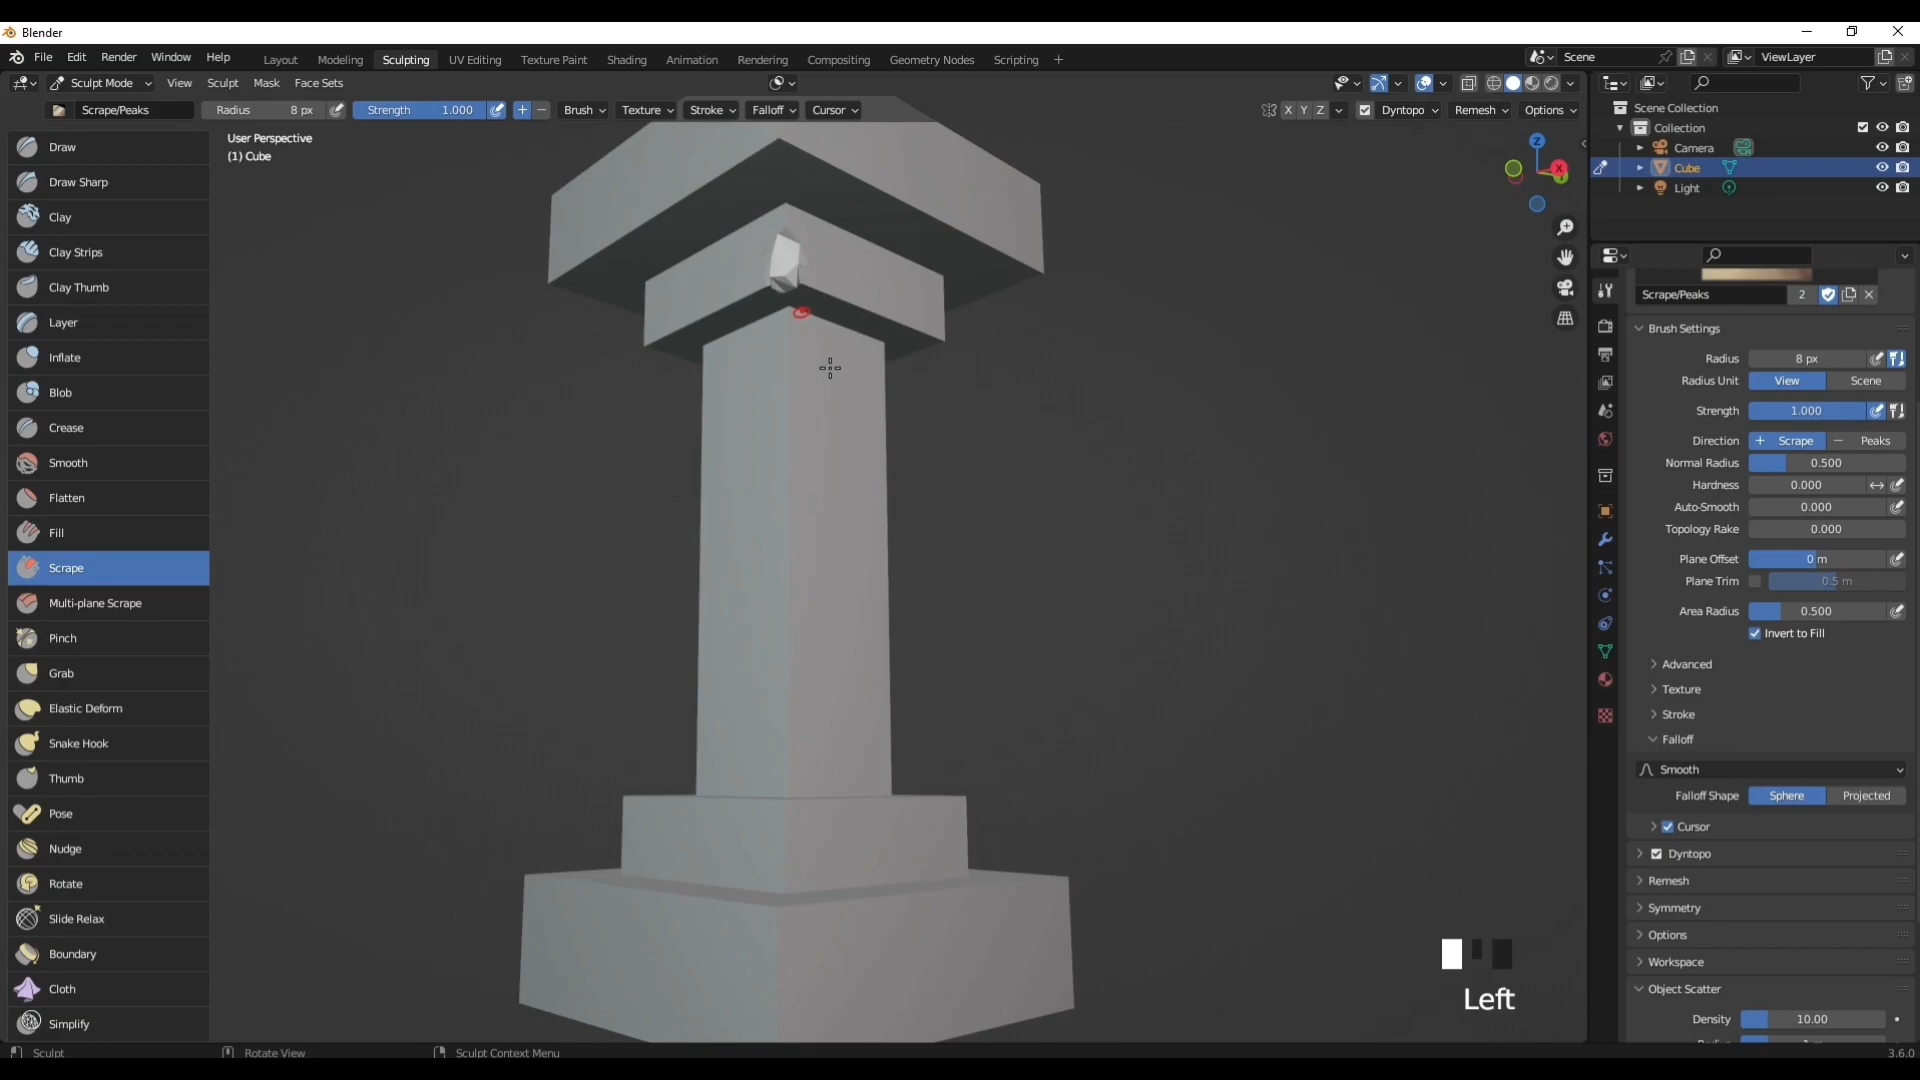 Blender
File Edit Render Window Help Layout Modeling Sculpting UV Editing Texture Paint Shading Animation Rendering Compositing Geometry Nodes Scripting + Scene ViewLayer
Sculpt Mode View Sculpt Mask Face Sets
Scrape/Peaks Radius 8 px Strength 1.000 + − Brush Texture Stroke Falloff Cursor X Y Z Dyntopo Remesh Options
User Perspective
(1) Cube
Draw
Draw Sharp
Clay
Clay Strips
Clay Thumb
Layer
Inflate
Blob
Crease
Smooth
Flatten
Fill
Scrape
Multi-plane Scrape
Pinch
Grab
Elastic Deform
Snake Hook
Thumb
Pose
Nudge
Rotate
Slide Relax
Boundary
Cloth
Simplify
Z
X
Y
Left
Scene Collection
Collection
Camera
Cube
Light
Scrape/Peaks 2
Brush Settings
Radius 8 px
Radius Unit View Scene
Strength 1.000
Direction + Scrape − Peaks
Normal Radius 0.500
Hardness 0.000
Auto-Smooth 0.000
Topology Rake 0.000
Plane Offset 0 m
Plane Trim 0.5 m
Area Radius 0.500
Invert to Fill
Advanced
Texture
Stroke
Falloff
Smooth
Falloff Shape Sphere Projected
Cursor
Dyntopo
Remesh
Symmetry
Options
Workspace
Object Scatter
Density 10.00
Sculpt Rotate View Sculpt Context Menu 3.6.0